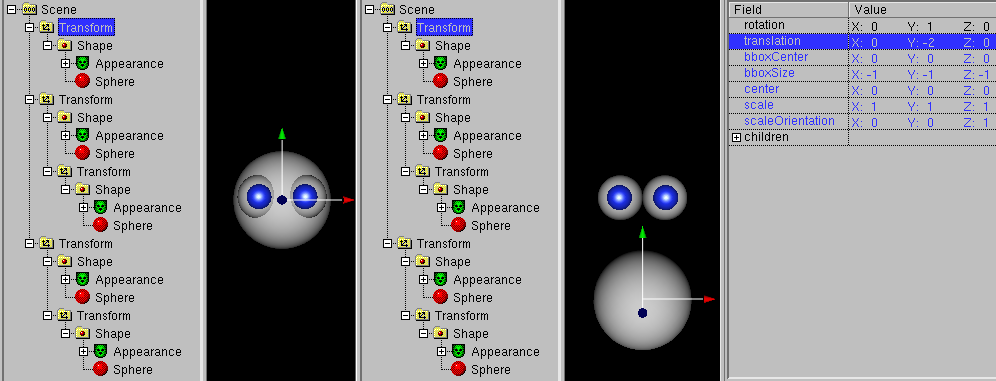 Scene
Transform
Shape
Appearance
Sphere
Transform
Shape
Appearance
Sphere
Transform
Shape
Appearance
Sphere
Transform
Shape
Appearance
Sphere
Transform
Shape
Appearance
Sphere
Scene
Transform
Shape
Appearance
Sphere
Transform
Shape
Appearance
Sphere
Transform
Shape
Appearance
Sphere
Transform
Shape
Appearance
Sphere
Transform
Shape
Appearance
Sphere
Field Value
rotation X: 0 Y: 1 Z: 0
translation X: 0 Y: -2 Z: 0
bboxCenter X: 0 Y: 0 Z: 0
bboxSize X: -1 Y: -1 Z: -1
center X: 0 Y: 0 Z: 0
scale X: 1 Y: 1 Z: 1
scaleOrientation X: 0 Y: 0 Z: 1
children